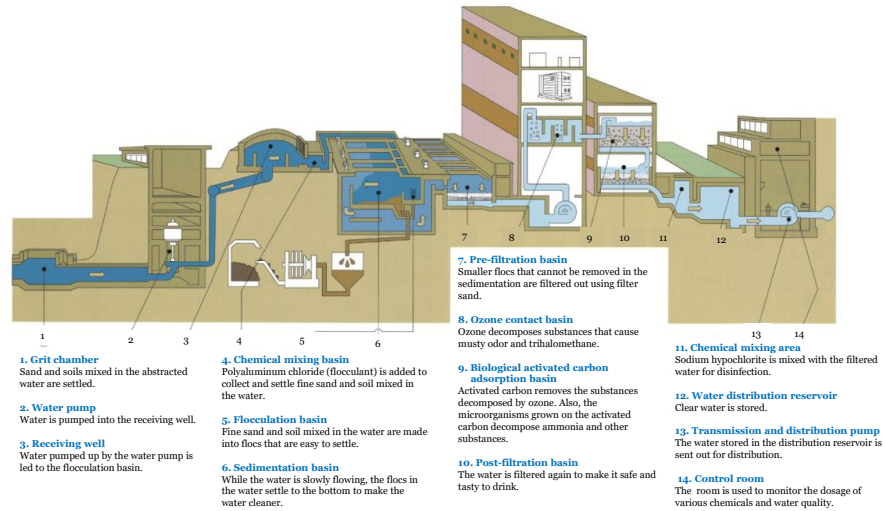 1
2
3
4
5
6
7
8
9
10
11
12
13
14
1. Grit chamber
Sand and soils mixed in the abstracted
water are settled.
2. Water pump
Water is pumped into the receiving well.
3. Receiving well
Water pumped up by the water pump is
led to the flocculation basin.
4. Chemical mixing basin
Polyaluminum chloride (flocculant) is added to
collect and settle fine sand and soil mixed in
the water.
5. Flocculation basin
Fine sand and soil mixed in the water are made
into flocs that are easy to settle.
6. Sedimentation basin
While the water is slowly flowing, the flocs in
the water settle to the bottom to make the
water cleaner.
7. Pre-filtration basin
Smaller flocs that cannot be removed in the
sedimentation are filtered out using filter
sand.
8. Ozone contact basin
Ozone decomposes substances that cause
musty odor and trihalomethane.
9. Biological activated carbon
adsorption basin
Activated carbon removes the substances
decomposed by ozone. Also, the
microorganisms grown on the activated
carbon decompose ammonia and other
substances.
10. Post-filtration basin
The water is filtered again to make it safe and
tasty to drink.
11. Chemical mixing area
Sodium hypochlorite is mixed with the filtered
water for disinfection.
12. Water distribution reservoir
Clear water is stored.
13. Transmission and distribution pump
The water stored in the distribution reservoir is
sent out for distribution.
14. Control room
The room is used to monitor the dosage of
various chemicals and water quality.